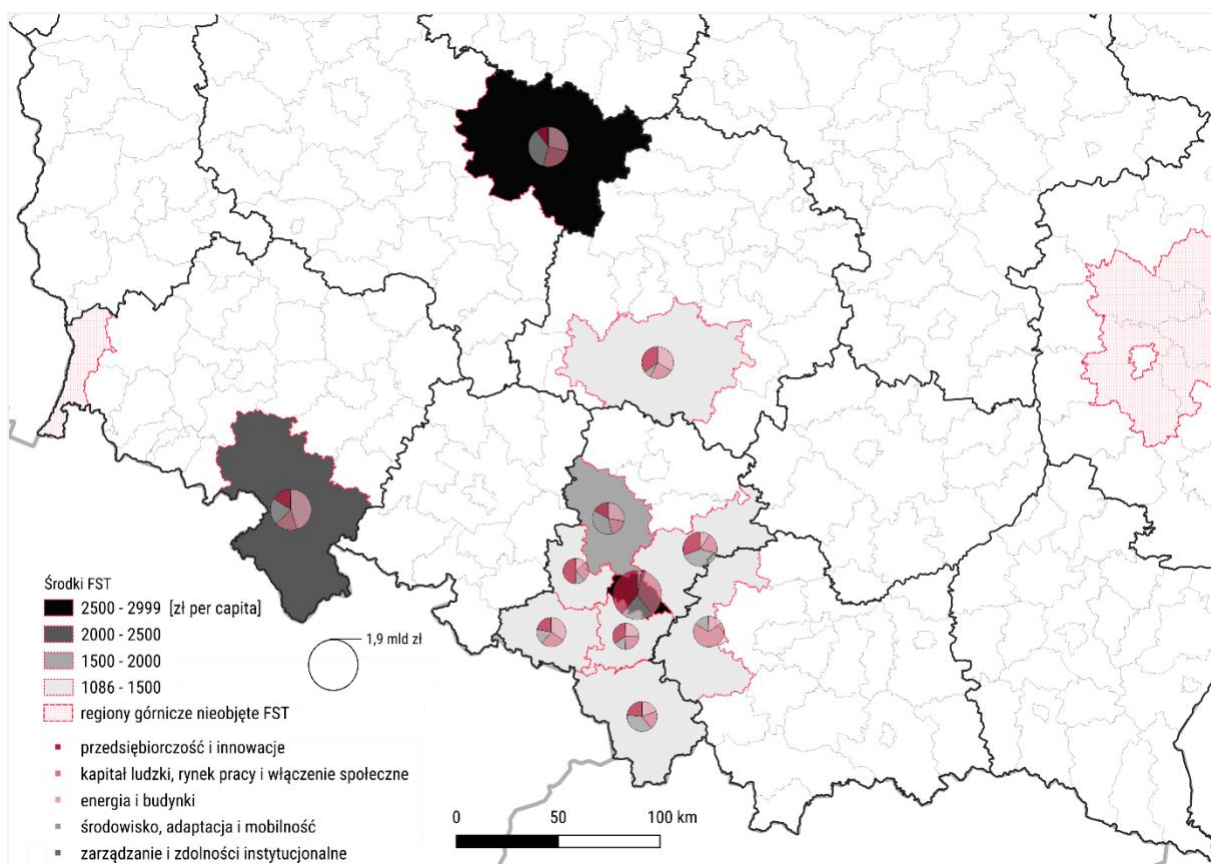 Środki FST
2500 - 2999 [zł per capita]
2000 - 2500
1500 - 2000
1086 - 1500
regiony górnicze nieobjęte FST
1,9 mld zł
przedsiębiorczość i innowacje
kapitał ludzki, rynek pracy i włączenie społeczne
energia i budynki
środowisko, adaptacja i mobilność
zarządzanie i zdolności instytucjonalne
0 50 100 km